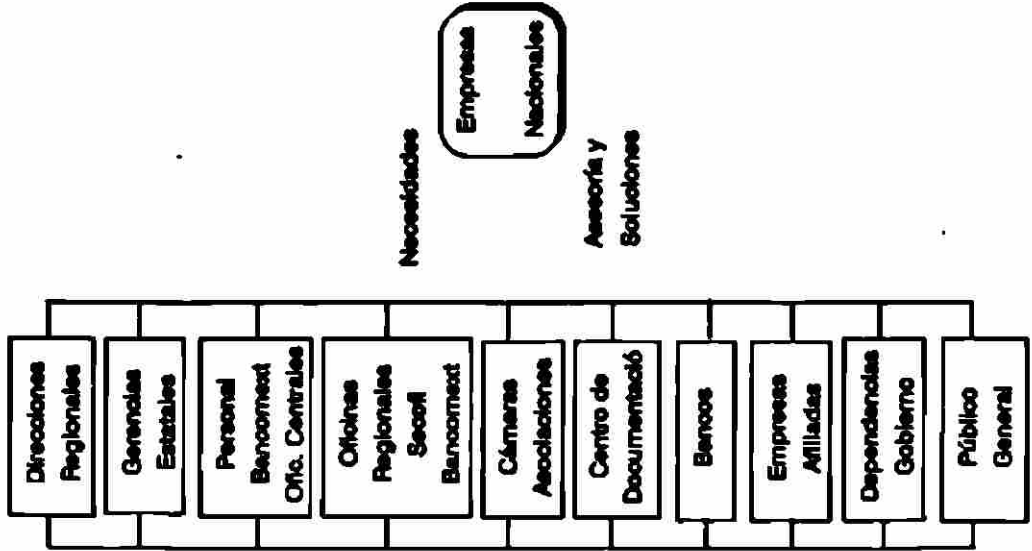 Direcciones
Regionales
Gerencias
Estatales
Personal
Bancomext
Ofic. Centrales
Oficinas
Regionales
Secofi
Bancomext
Cámaras
Asociaciones
Centro de
Documentació
Bancos
Empresas
Afiliadas
Dependencias
Gobierno
Público
General
Necesidades
Asesoría y
Soluciones
Empresas
Nacionales